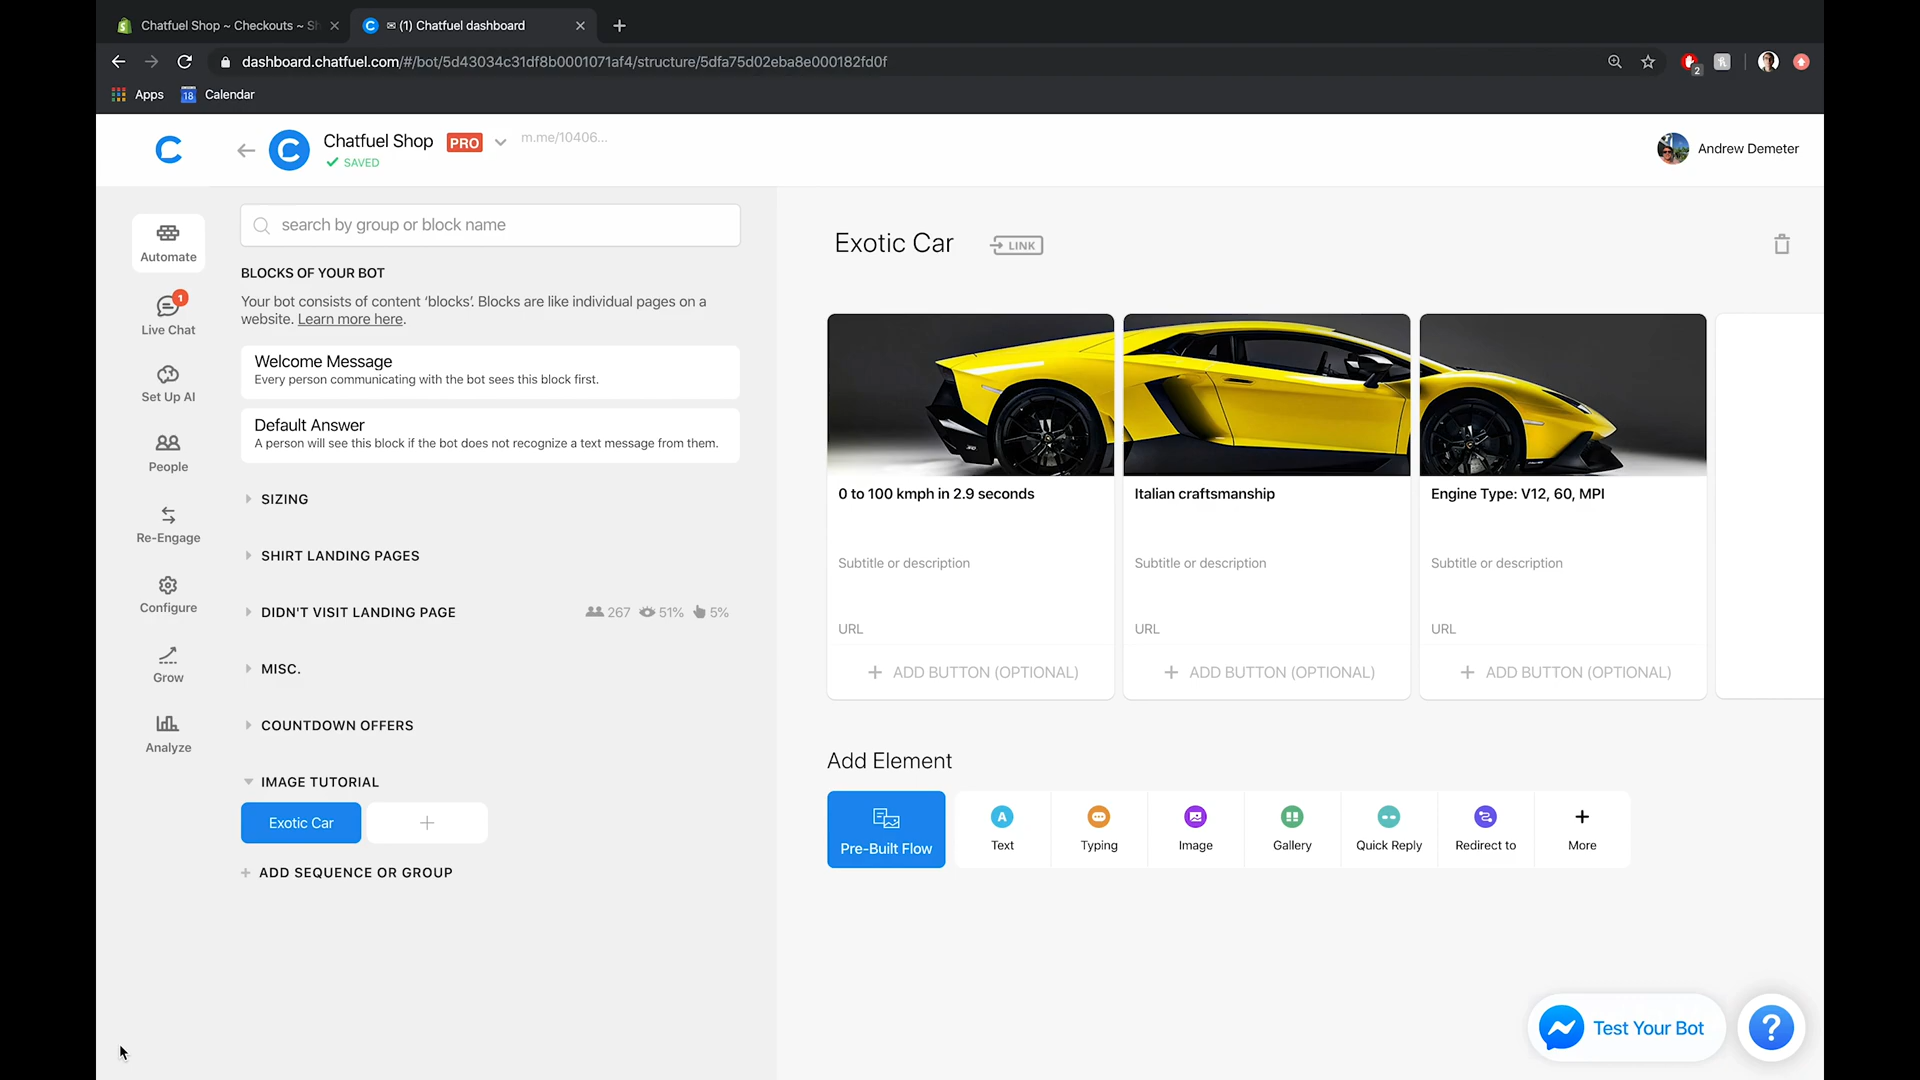 Chatfuel Shop ~ Checkouts ~ Sh
✉ (1) Chatfuel dashboard
dashboard.chatfuel.com/#/bot/5d43034c31df8b0001071af4/structure/5dfa75d02eba8e000182fd0f
2
Apps
18
Calendar
Chatfuel Shop
PRO
m.me/10406...
SAVED
Andrew Demeter
Automate
1
Live Chat
Set Up AI
People
Re-Engage
Configure
Grow
Analyze
search by group or block name
BLOCKS OF YOUR BOT
Your bot consists of content ‘blocks’. Blocks are like individual pages on a
website. Learn more here.
Welcome Message
Every person communicating with the bot sees this block first.
Default Answer
A person will see this block if the bot does not recognize a text message from them.
SIZING
SHIRT LANDING PAGES
DIDN'T VISIT LANDING PAGE 267 51% 5%
MISC.
COUNTDOWN OFFERS
IMAGE TUTORIAL
Exotic Car
+
+ ADD SEQUENCE OR GROUP
Exotic Car
LINK
0 to 100 kmph in 2.9 seconds
Subtitle or description
URL
+ ADD BUTTON (OPTIONAL)
Italian craftsmanship
Subtitle or description
URL
+ ADD BUTTON (OPTIONAL)
Engine Type: V12, 60, MPI
Subtitle or description
URL
+ ADD BUTTON (OPTIONAL)
Add Element
Pre-Built Flow
A
Text
Typing
Image
Gallery
Quick Reply
Redirect to
+
More
Test Your Bot
?